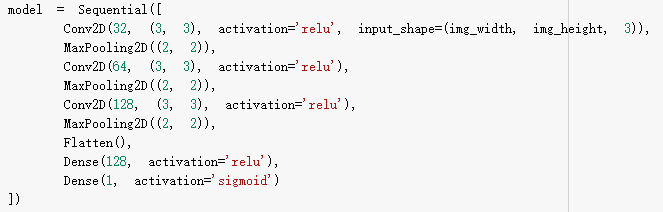 model = Sequential([
Conv2D(32, (3, 3), activation='relu', input_shape=(img_width, img_height, 3)),
MaxPooling2D((2, 2)),
Conv2D(64, (3, 3), activation='relu'),
MaxPooling2D((2, 2)),
Conv2D(128, (3, 3), activation='relu'),
MaxPooling2D((2, 2)),
Flatten(),
Dense(128, activation='relu'),
Dense(1, activation='sigmoid')
])